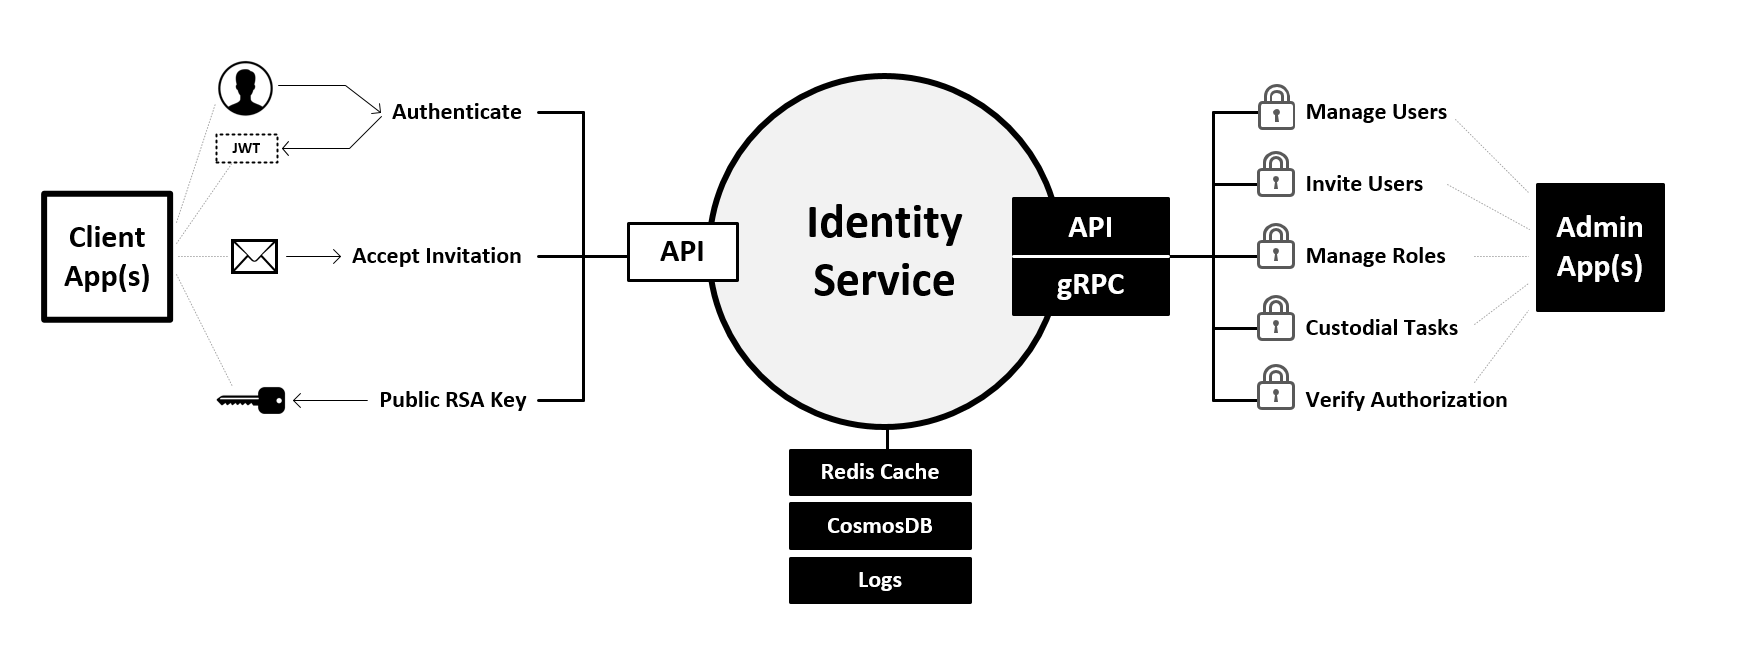 Authenticate
JWT
Client
App(s)
Accept Invitation
Public RSA Key
API
Identity
Service
API
gRPC
Redis Cache
CosmosDB
Logs
Manage Users
Invite Users
Manage Roles
Custodial Tasks
Verify Authorization
Admin
App(s)